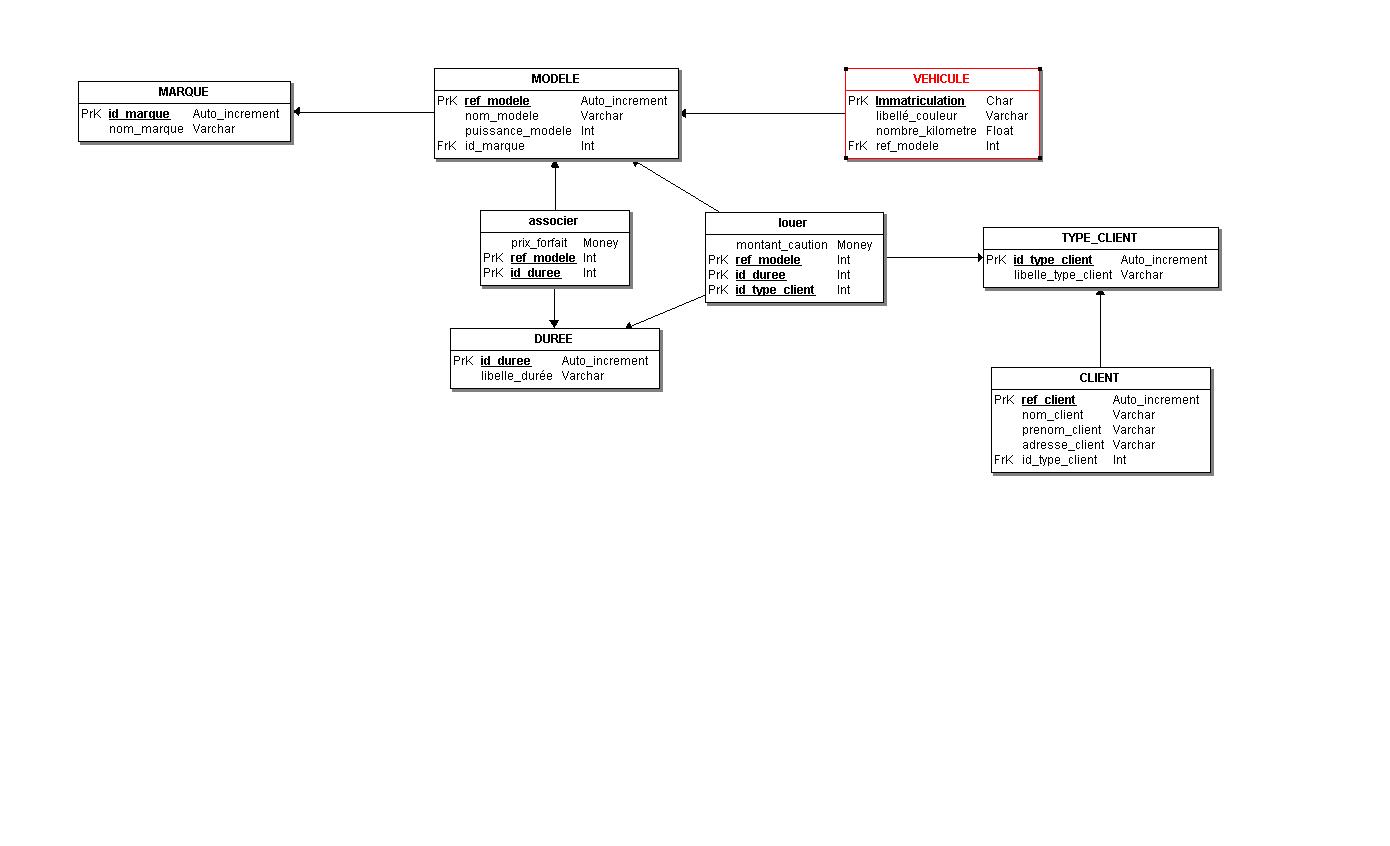 MARQUE
PrK id_marque Auto_increment
nom_marque Varchar
MODELE
PrK ref_modele Auto_increment
nom_modele Varchar
puissance_modele Int
FrK id_marque Int
VEHICULE
PrK Immatriculation Char
libellé_couleur Varchar
nombre_kilometre Float
FrK ref_modele Int
associer
prix_forfait Money
PrK ref_modele Int
PrK id_duree Int
louer
montant_caution Money
PrK ref_modele Int
PrK id_duree Int
PrK id_type_client Int
TYPE_CLIENT
PrK id_type_client Auto_increment
libelle_type_client Varchar
DUREE
PrK id_duree Auto_increment
libelle_durée Varchar
CLIENT
PrK ref_client Auto_increment
nom_client Varchar
prenom_client Varchar
adresse_client Varchar
FrK id_type_client Int